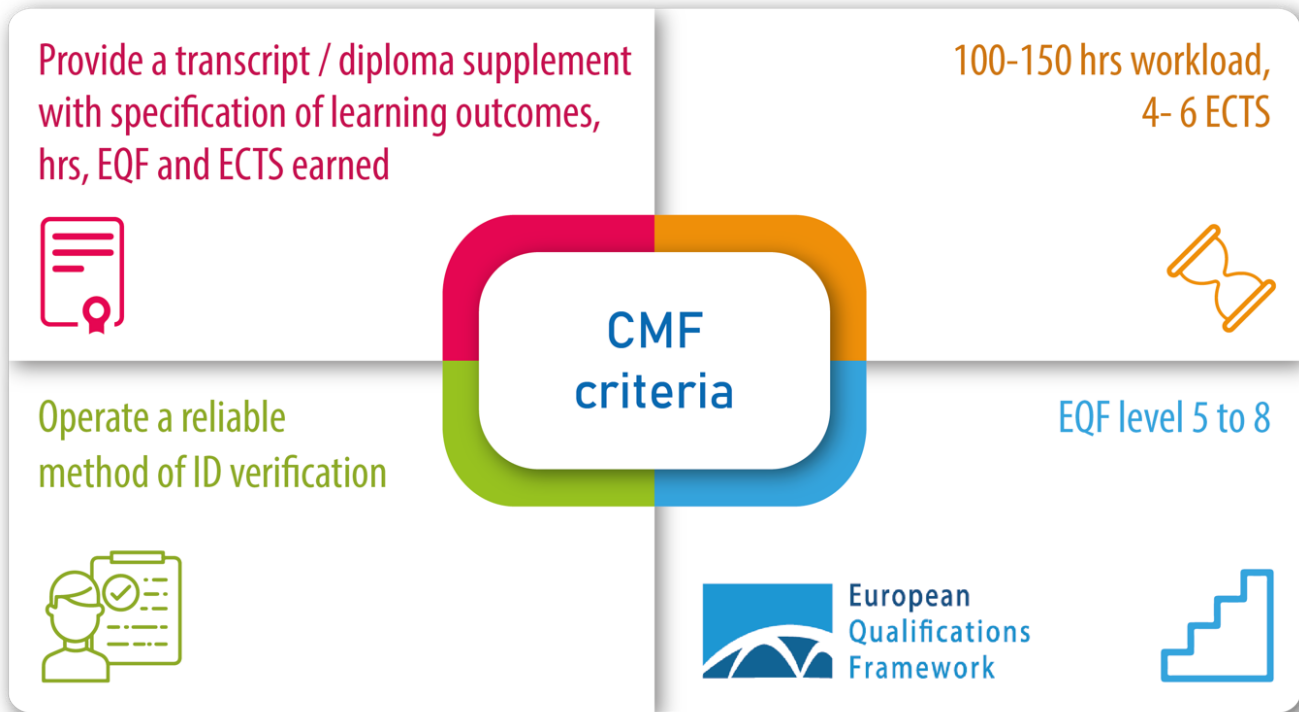 Provide a transcript / diploma supplement
with specification of learning outcomes,
hrs, EQF and ECTS earned
100-150 hrs workload,
4- 6 ECTS
CMF
criteria
Operate a reliable
method of ID verification
EQF level 5 to 8
European
Qualifications
Framework